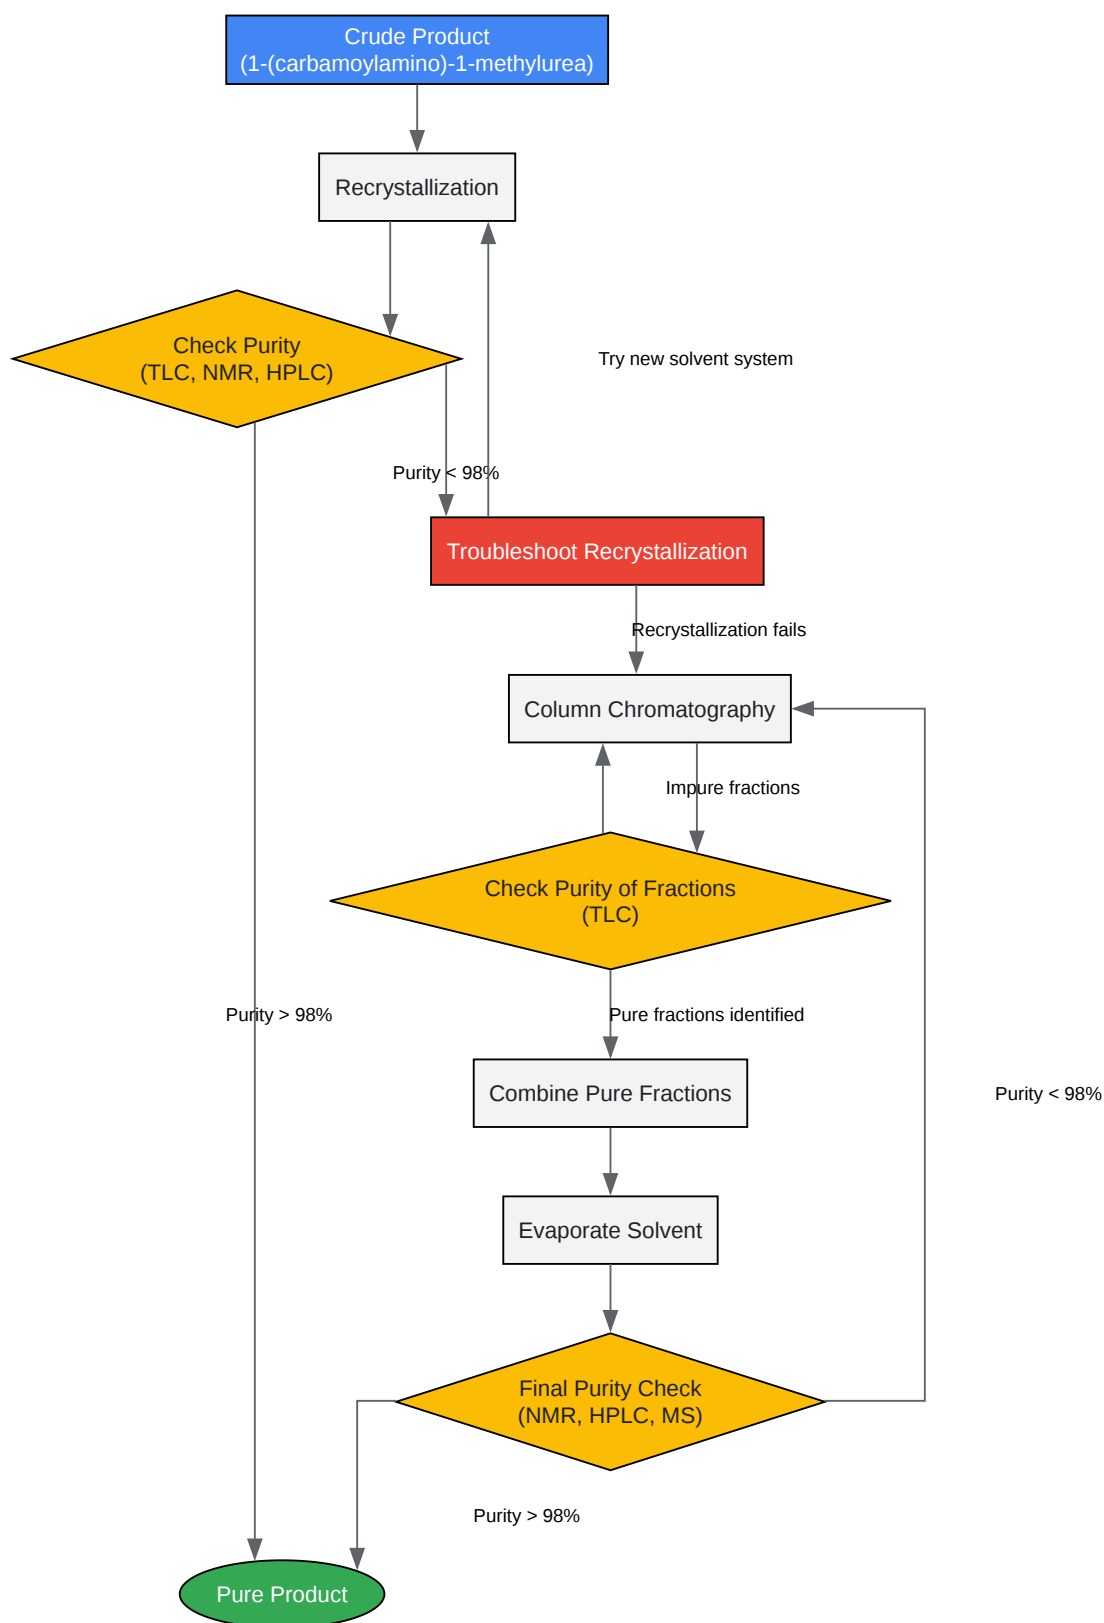 Crude Product
(1-(carbamoylamino)-1-methylurea)
Recrystallization
Check Purity
(TLC, NMR, HPLC)
Try new solvent system
Purity < 98%
Troubleshoot Recrystallization
Recrystallization fails
Column Chromatography
Impure fractions
Check Purity of Fractions
(TLC)
Purity > 98%
Pure fractions identified
Combine Pure Fractions
Purity < 98%
Evaporate Solvent
Final Purity Check
(NMR, HPLC, MS)
Purity > 98%
Pure Product